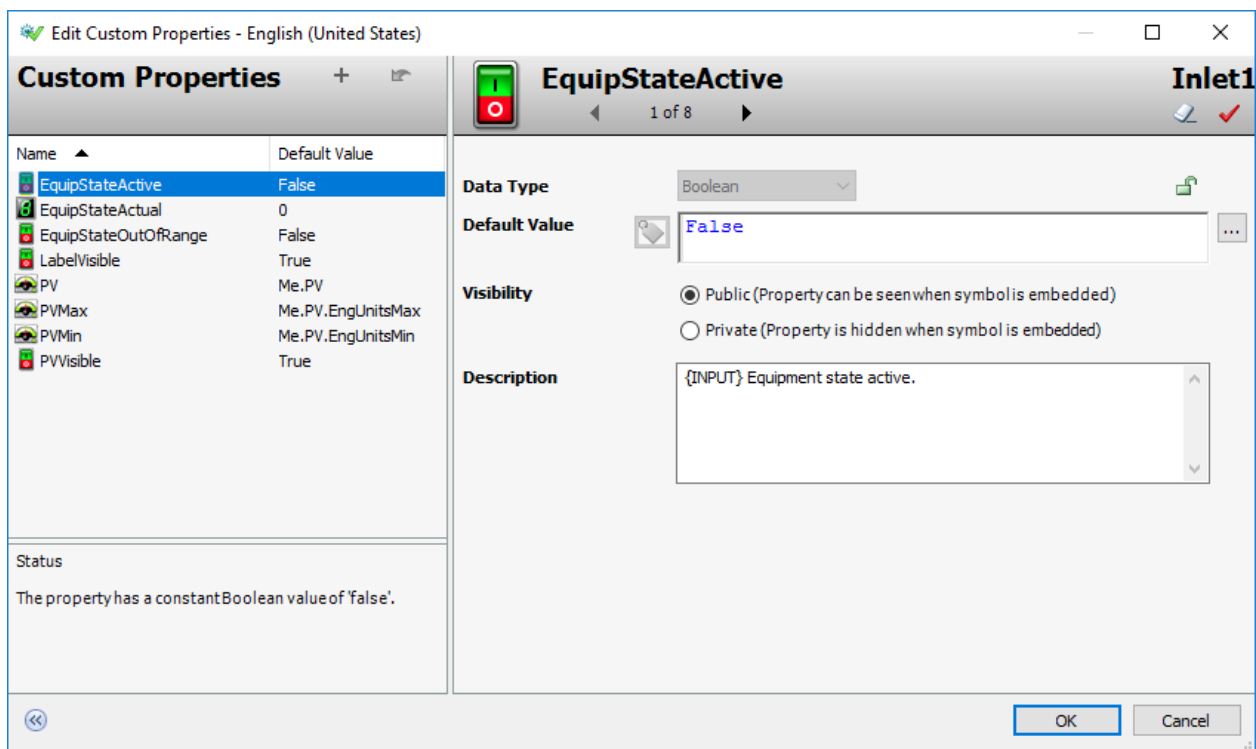 Edit Custom Properties - English (United States)
Custom Properties
EquipStateActive
Inlet1
1 of 8
Name Default Value
EquipStateActive False
EquipStateActual 0
EquipStateOutOfRange False
LabelVisible True
PV Me.PV
PVMax Me.PV.EngUnitsMax
PVMin Me.PV.EngUnitsMin
PVVisible True
Status
The property has a constant Boolean value of 'false'.
Data Type Boolean
Default Value False ...
Visibility Public (Property can be seen when symbol is embedded)
Private (Property is hidden when symbol is embedded)
Description {INPUT} Equipment state active.
OK Cancel